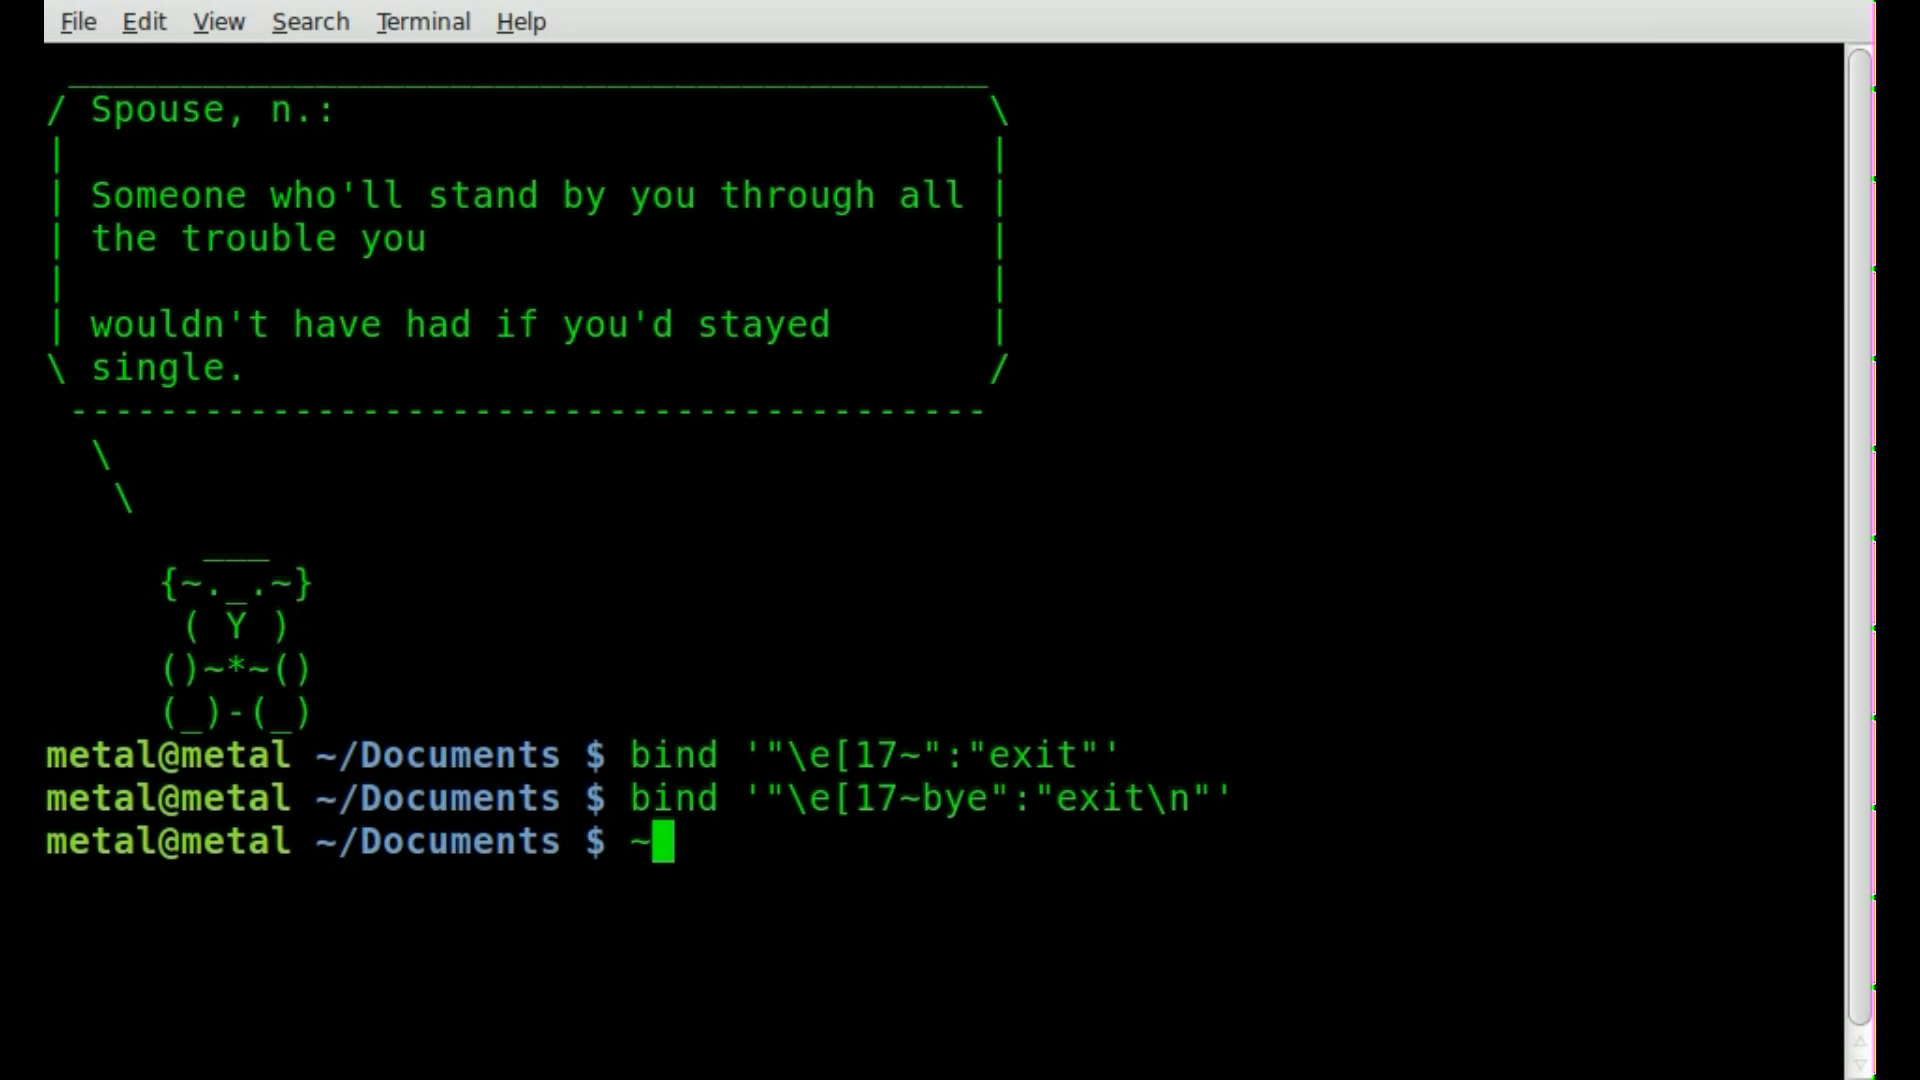 File Edit View Search Terminal Help
 _________________________________________
/ Spouse, n.:                             \
|                                         |
| Someone who'll stand by you through all |
| the trouble you                         |
|                                         |
| wouldn't have had if you'd stayed       |
\ single.                                 /
 -----------------------------------------
  \
   \
       ___
     {~._.~}
      ( Y )
     ()~*~()
     (_)-(_)
metal@metal ~/Documents $ bind '"\e[17~":"exit"'
metal@metal ~/Documents $ bind '"\e[17~bye":"exit\n"'
metal@metal ~/Documents $ ~